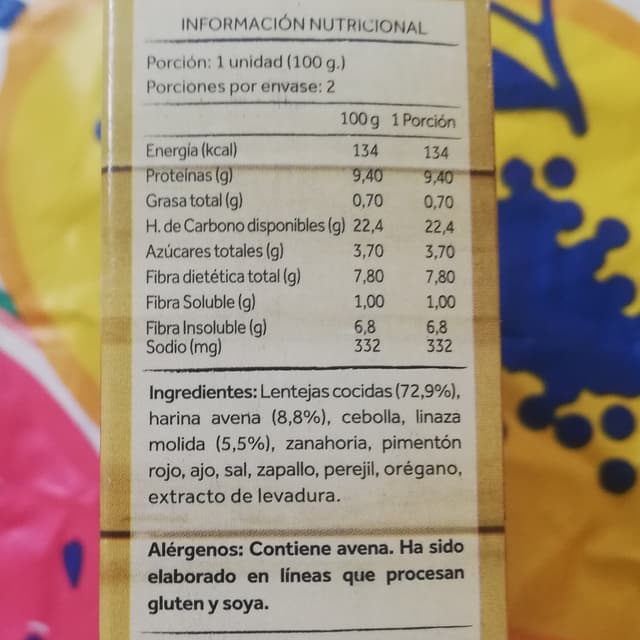 INFORMACIÓN NUTRICIONAL
Porción: 1 unidad (100 g.)
Porciones por envase: 2
100 g 1 Porción
Energía (kcal) 134 134
Proteínas (g) 9,40 9,40
Grasa total (g) 0,70 0,70
H. de Carbono disponibles (g) 22,4 22,4
Azúcares totales (g) 3,70 3,70
Fibra dietética total (g) 7,80 7,80
Fibra Soluble (g) 1,00 1,00
Fibra Insoluble (g) 6,8 6,8
Sodio (mg) 332 332
Ingredientes: Lentejas cocidas (72,9%),
harina avena (8,8%), cebolla, linaza
molida (5,5%), zanahoria, pimentón
rojo, ajo, sal, zapallo, perejil, orégano,
extracto de levadura.
Alérgenos: Contiene avena. Ha sido
elaborado en líneas que procesan
gluten y soya.